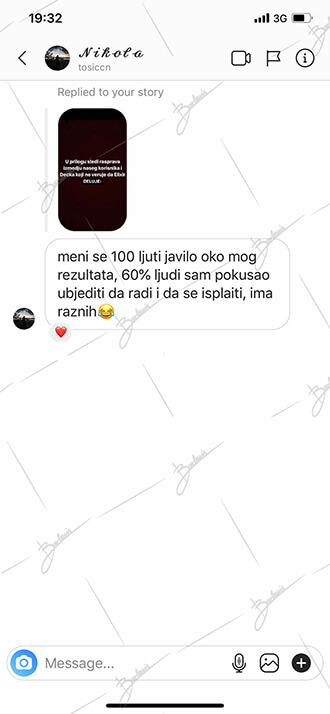 19:32
3G
𝓝𝓲𝓴𝓸𝓵𝓪
tosiccn
Replied to your story
U prilogu sledi rasprava
izmedju naseg korisnika i
Decka koji ne veruje da Elixir
DELUJE:
meni se 100 ljuti javilo oko mog
rezultata, 60% ljudi sam pokusao
ubjediti da radi i da se isplaiti, ima
raznih😂
❤️
Message...